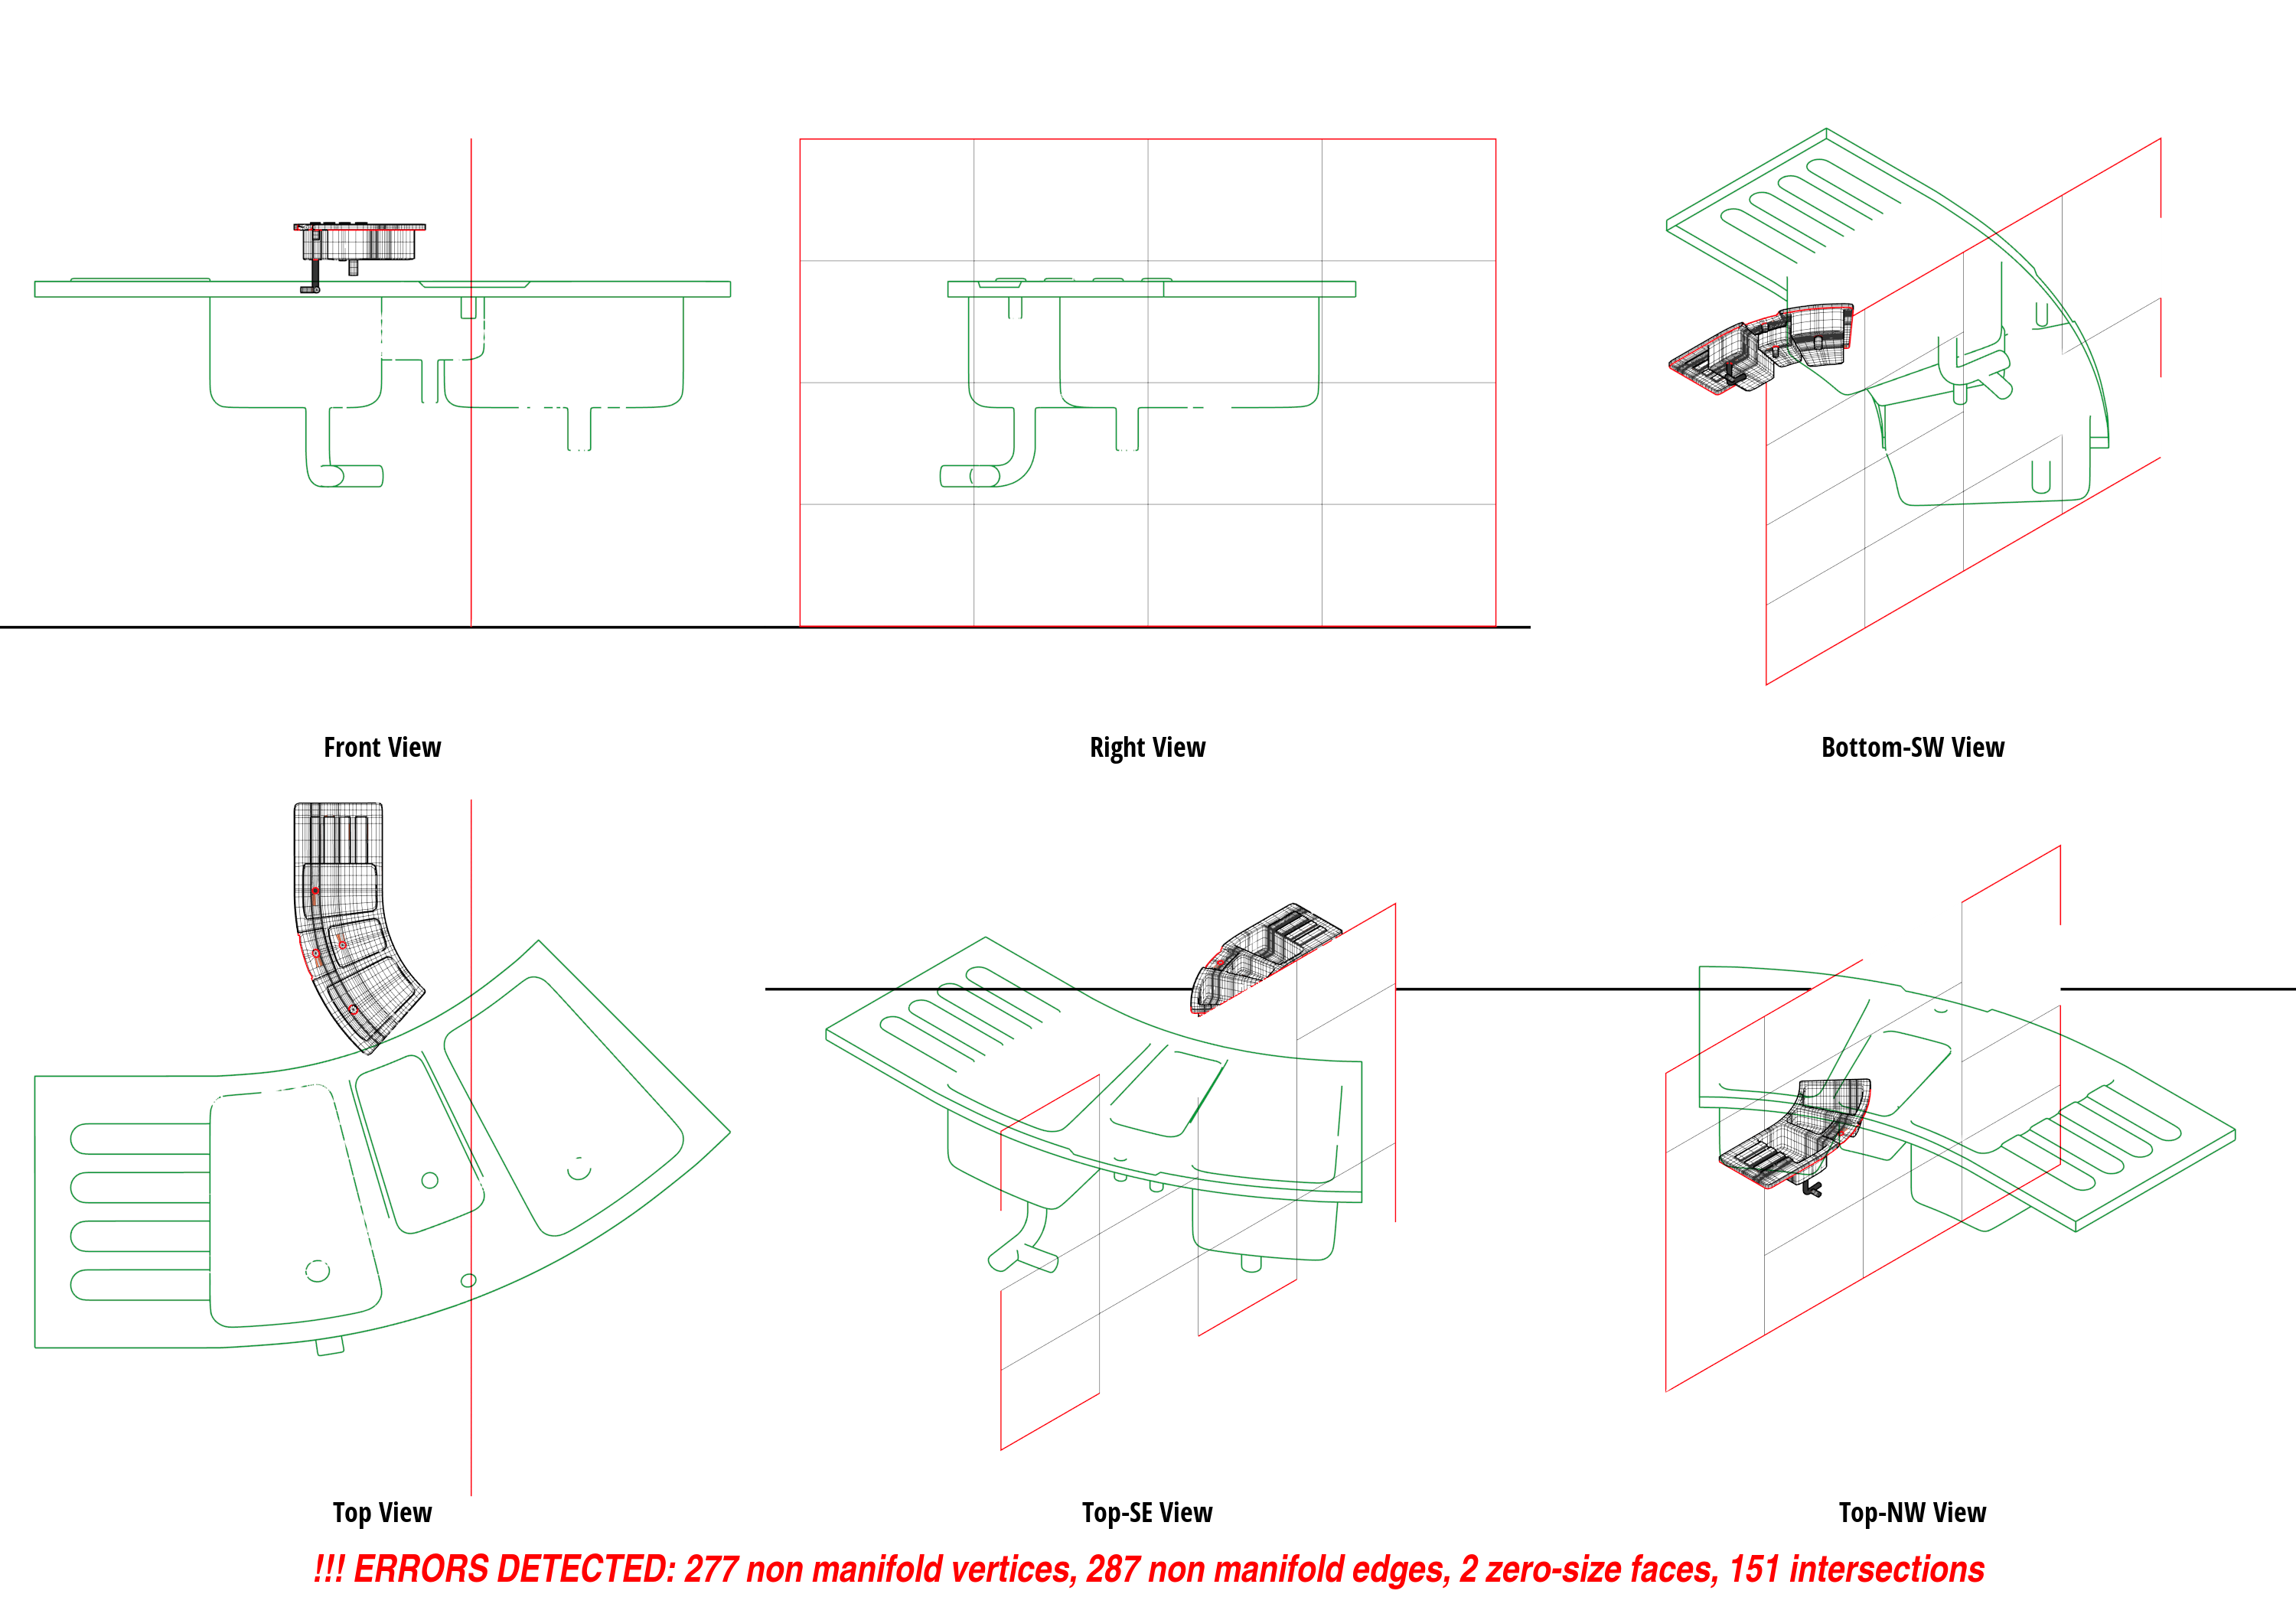 Front View
Right View
Bottom-SW View
Top View
Top-SE View
Top-NW View
!!! ERRORS DETECTED: 277 non manifold vertices, 287 non manifold edges, 2 zero-size faces, 151 intersections